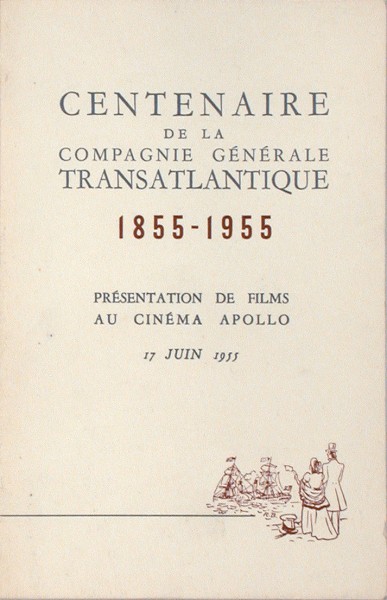 CENTENAIRE
DE LA
COMPAGNIE GÉNÉRALE
TRANSATLANTIQUE
1855-1955
PRÉSENTATION DE FILMS
AU CINÉMA APOLLO
17 JUIN 1955